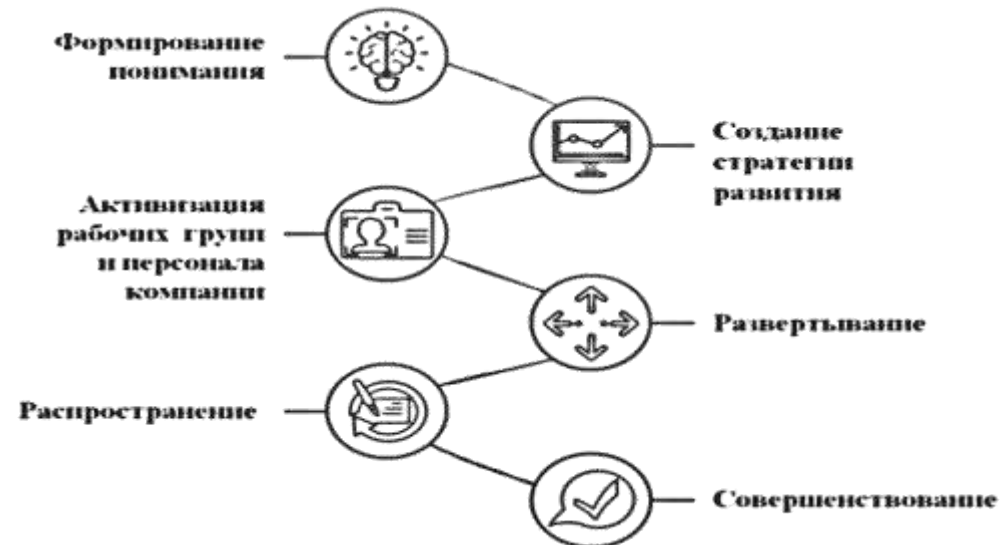 Формирование
понимания
Создание
стратегии
развития
Активизация
рабочих групп
и персонала
компании
Развертывание
Распространение
Совершенствование